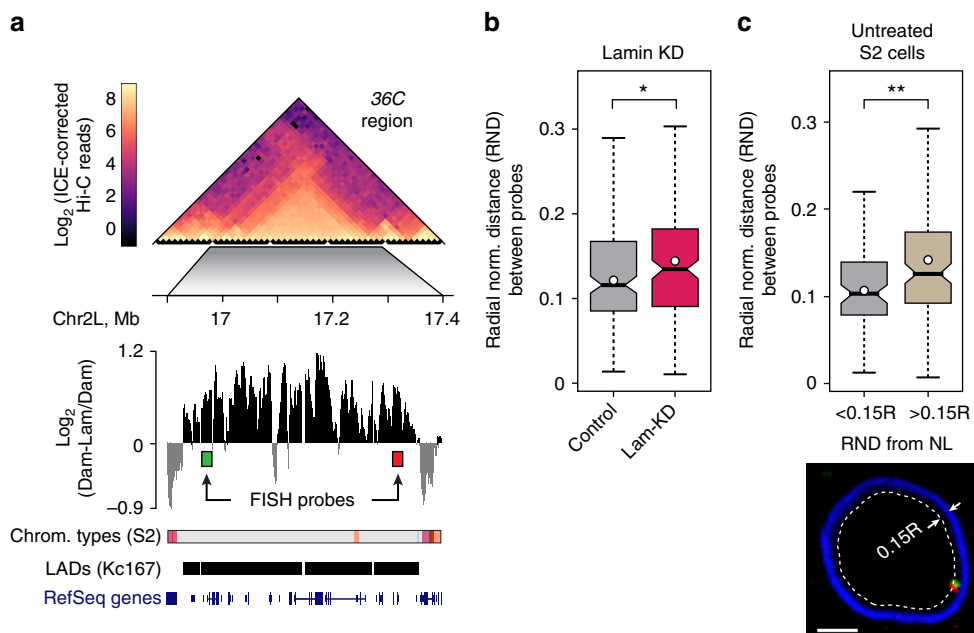 a
Log2 (ICE-corrected
Hi-C reads)
8
6
4
2
0
36C
region
Chr2L, Mb
17
17.2
17.4
Log2
(Dam-Lam/Dam)
1.2
0
−0.9
FISH probes
Chrom. types (S2)
LADs (Kc167)
RefSeq genes
b
Lamin KD
*
Radial norm. distance (RND)
between probes
0.3
0.2
0.1
0
Control
Lam-KD
c
Untreated
S2 cells
**
Radial norm. distance (RND)
between probes
0.3
0.2
0.1
0
<0.15R
>0.15R
RND from NL
0.15R